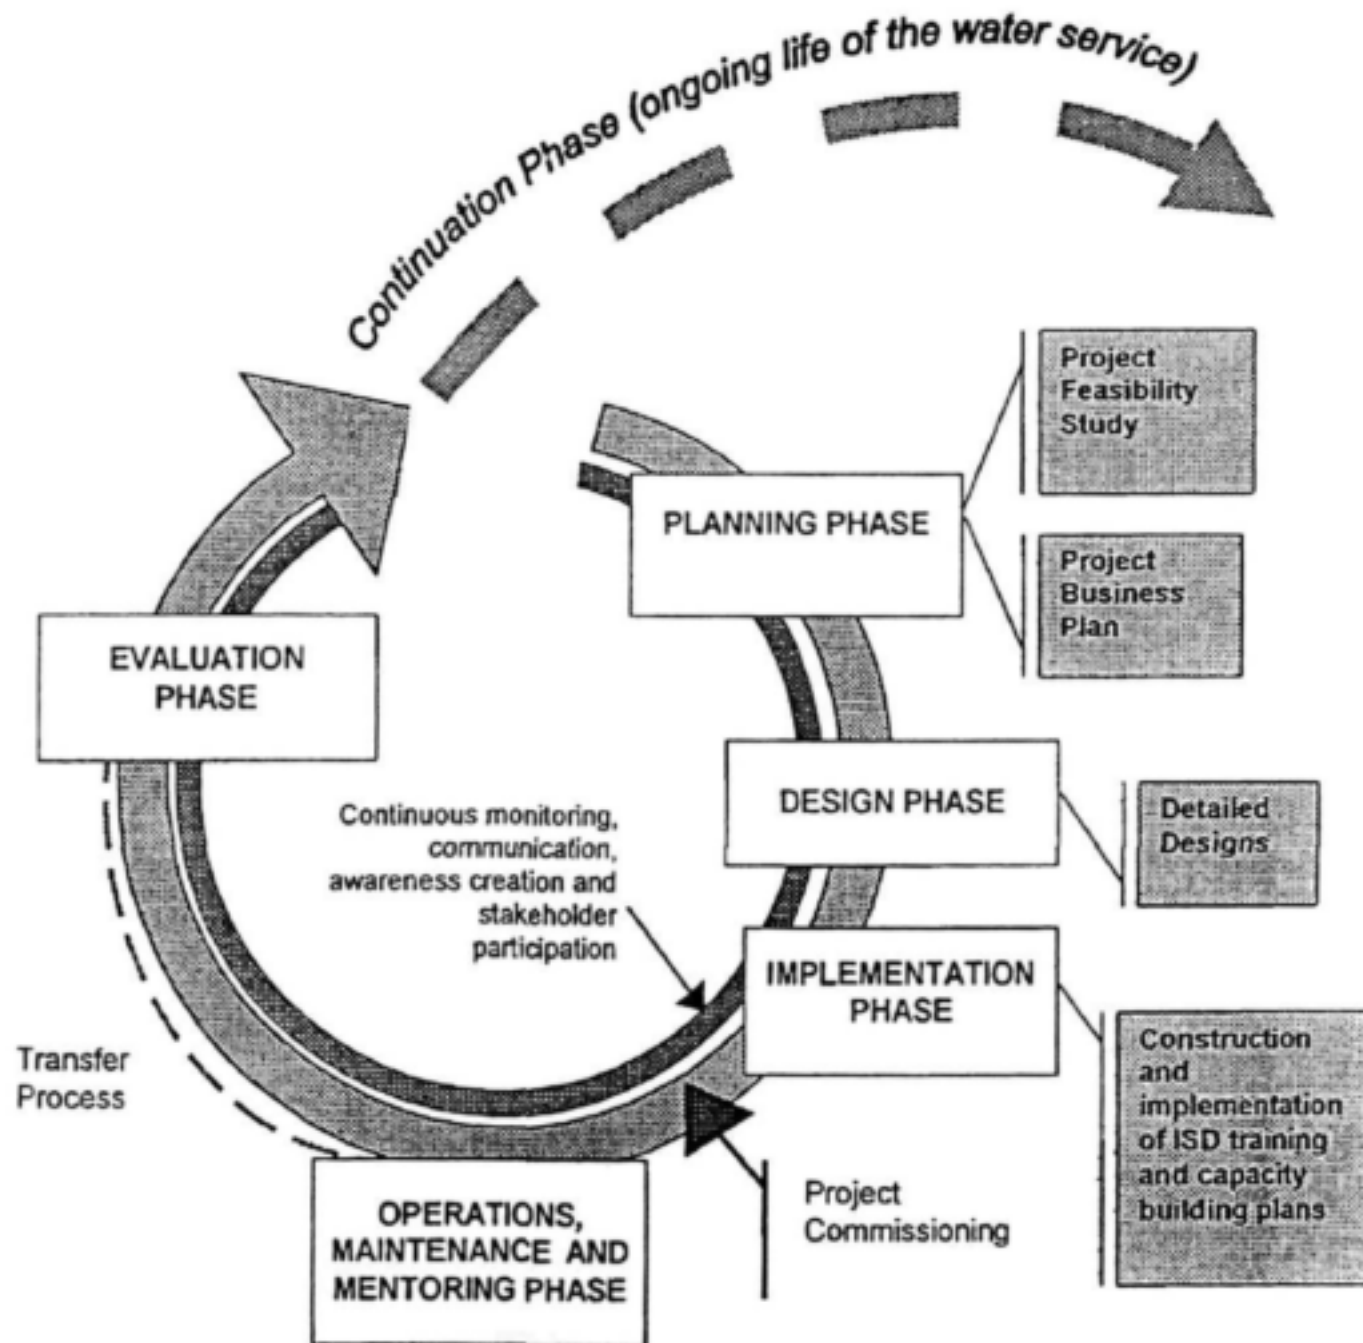 Continuation Phase (ongoing life of the water service)
Project
Feasibility
Study
PLANNING PHASE
Project
Business
Plan
EVALUATION
PHASE
DESIGN PHASE
Detailed
Designs
Continuous monitoring,
communication,
awareness creation and
stakeholder
participation
IMPLEMENTATION
PHASE
Construction
and
implementation
of ISD training
and capacity
building plans
Transfer
Process
Project
Commissioning
OPERATIONS,
MAINTENANCE AND
MENTORING PHASE